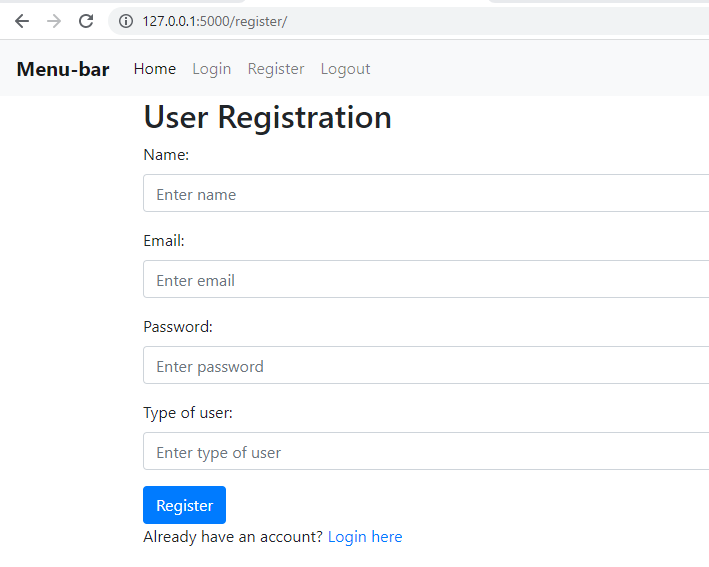 127.0.0.1:5000/register/
Menu-bar Home Login Register Logout
User Registration
Name:
Enter name
Email:
Enter email
Password:
Enter password
Type of user:
Enter type of user
Register
Already have an account? Login here